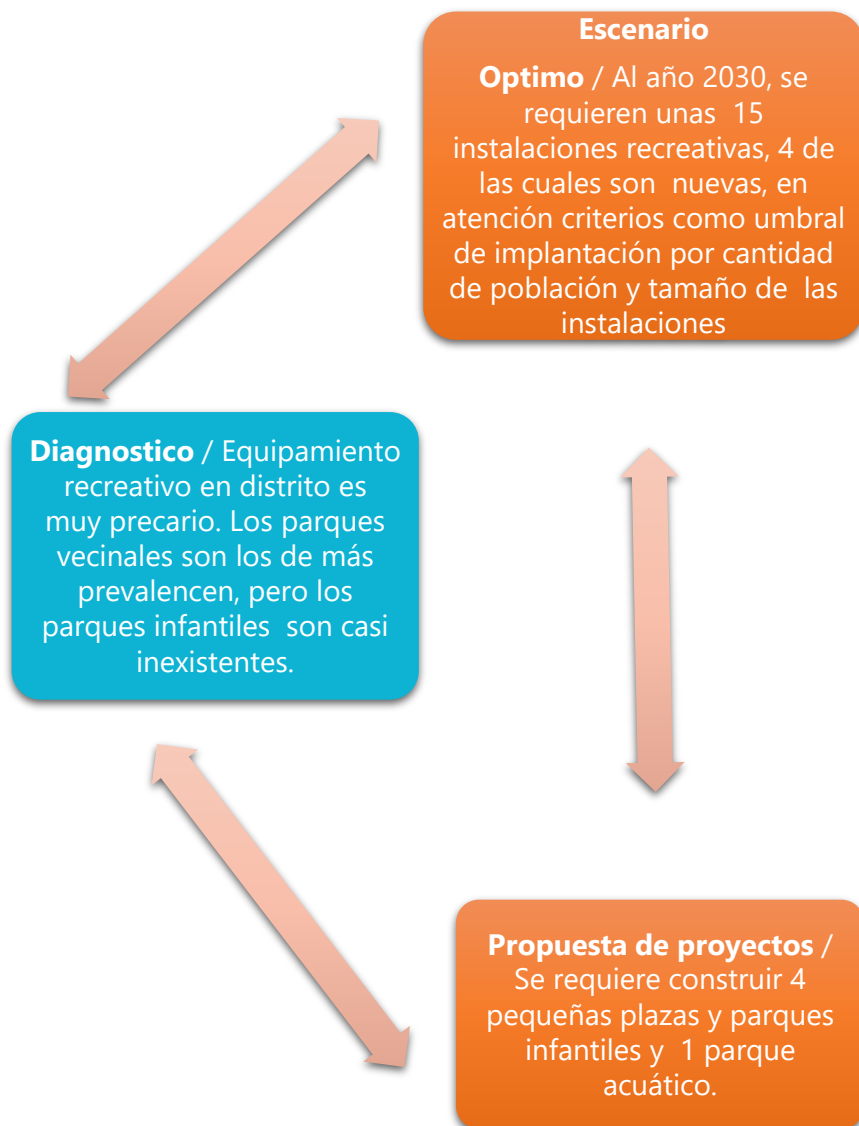 Escenario
Optimo / Al año 2030, se
requieren unas 15
instalaciones recreativas, 4 de
las cuales son nuevas, en
atención criterios como umbral
de implantación por cantidad
de población y tamaño de las
instalaciones
Diagnostico / Equipamiento
recreativo en distrito es
muy precario. Los parques
vecinales son los de más
prevalencen, pero los
parques infantiles son casi
inexistentes.
Propuesta de proyectos /
Se requiere construir 4
pequeñas plazas y parques
infantiles y 1 parque
acuático.